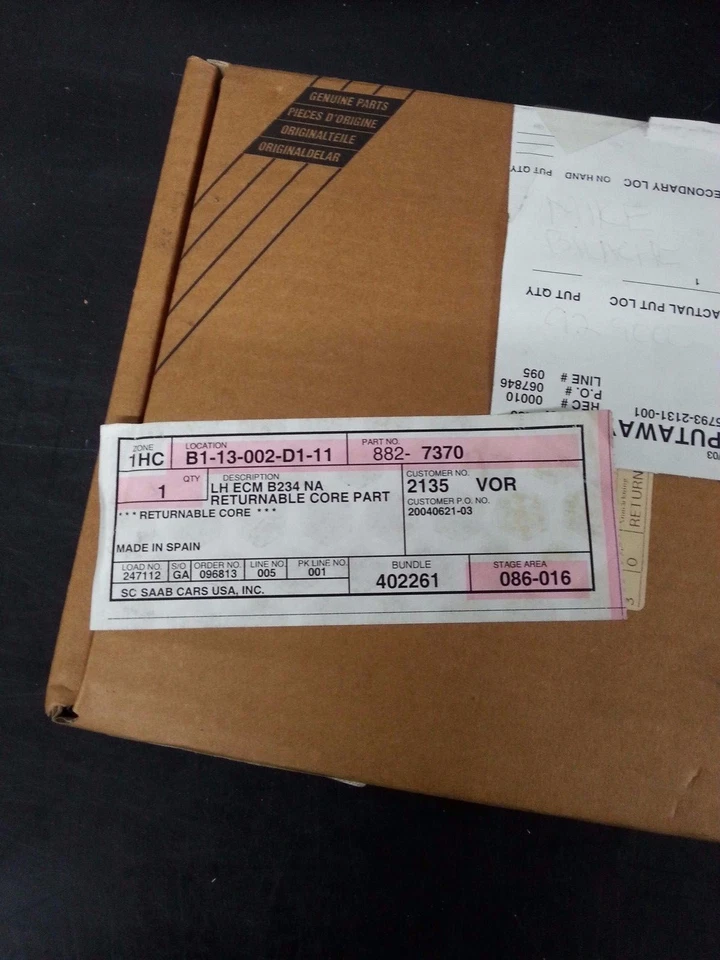 GENUINE PARTS
PIECES D'ORIGINE
ORIGINALTEILE
ORIGINALDELAR
PUT QTY ON HAND ECONDARY LOC
MIKE
PUT QTY ACTUAL PUT LOC
1
LINE # 095
P.O. # 067846
REC # 00010
5793-2131-001
PUTAWA
/03
ZONE LOCATION PART NO.
1HC B1-13-002-D1-11 882- 7370
QTY DESCRIPTION CUSTOMER NO.
1 LH ECM B234 NA 2135 VOR
RETURNABLE CORE PART CUSTOMER P.O. NO.
***RETURNABLE CORE *** 20040621-03
MADE IN SPAIN
LOAD NO. S/O ORDER NO. LINE NO. PK LINE NO. BUNDLE STAGE AREA
247112 GA 096813 005 001 402261 086-016
SC SAAB CARS USA, INC.
RETURN